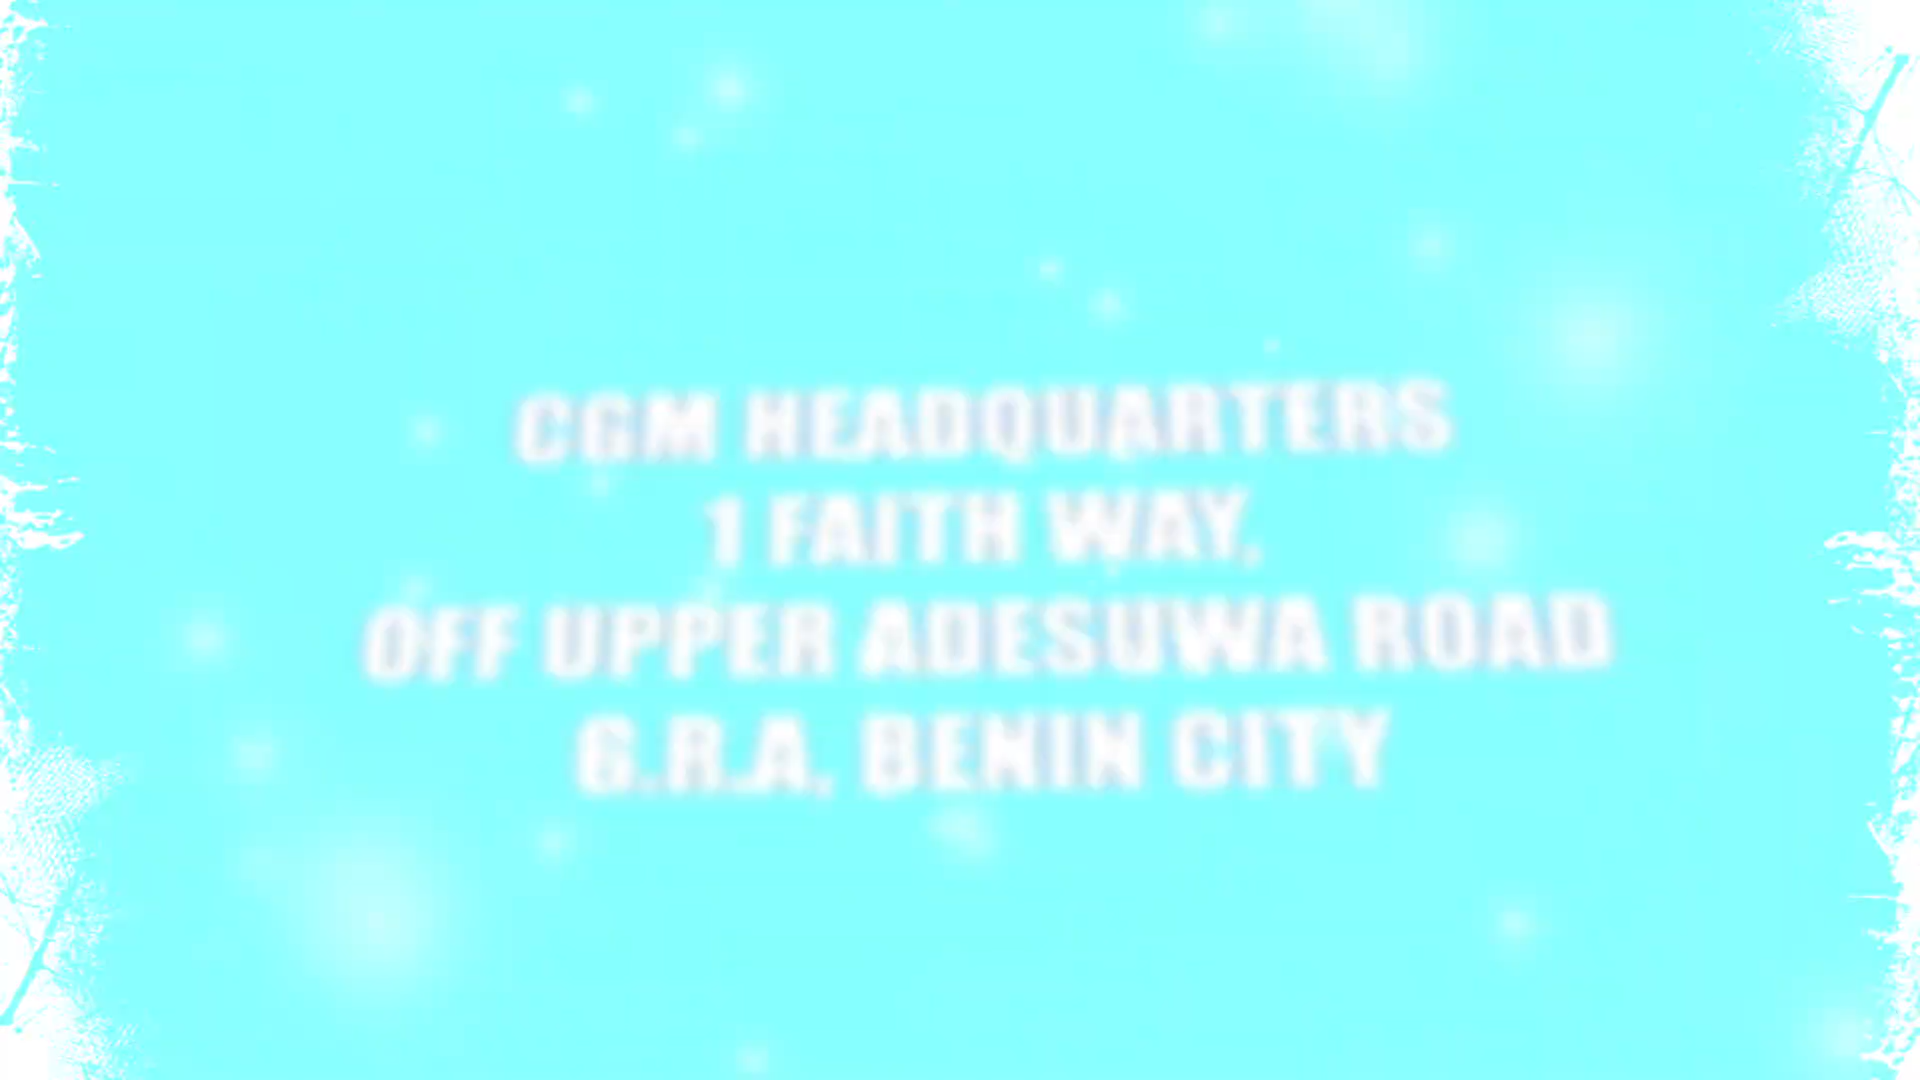 CGM HEADQUARTERS
1 FAITH WAY,
OFF UPPER ADESUWA ROAD
G.R.A, BENIN CITY